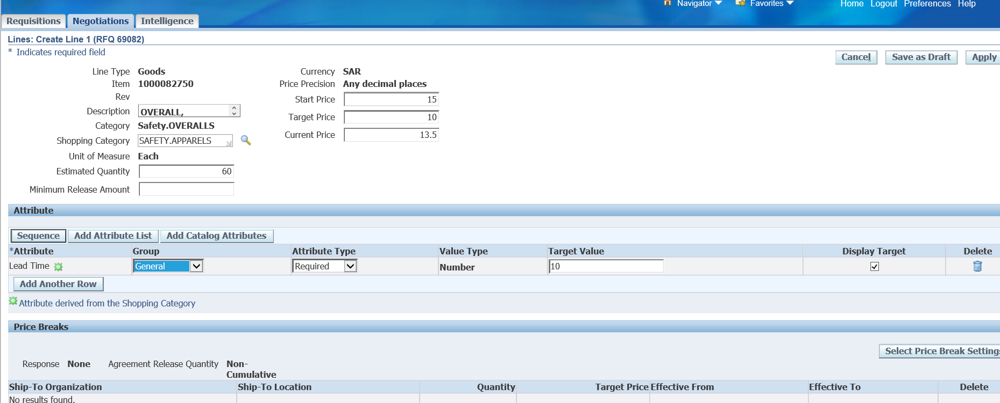 Navigator Favorites Home Logout Preferences Help
Requisitions Negotiations Intelligence
Lines: Create Line 1 (RFQ 69082)
* Indicates required field
Cancel Save as Draft Apply
Line Type Goods Currency SAR
Item 1000082750 Price Precision Any decimal places
Rev Start Price 15
Description OVERALL, Target Price 10
Category Safety.OVERALLS
Shopping Category SAFETY.APPARELS Current Price 13.5
Unit of Measure Each
Estimated Quantity 60
Minimum Release Amount
Attribute
Sequence Add Attribute List Add Catalog Attributes
*Attribute Group Attribute Type Value Type Target Value Display Target Delete
Lead Time General Required Number 10
Add Another Row
Attribute derived from the Shopping Category
Price Breaks
Select Price Break Settings
Response None Agreement Release Quantity Non-
Cumulative
Ship-To Organization Ship-To Location Quantity Target Price Effective From Effective To Delete
No results found.